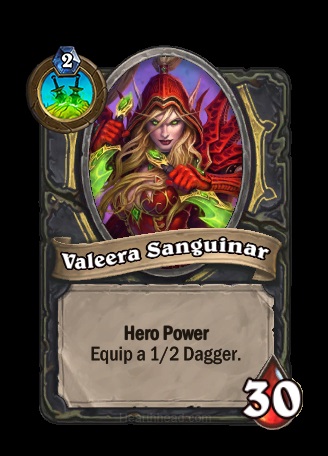 2
Valeera Sanguinar
Hero Power
Equip a 1/2 Dagger.
30